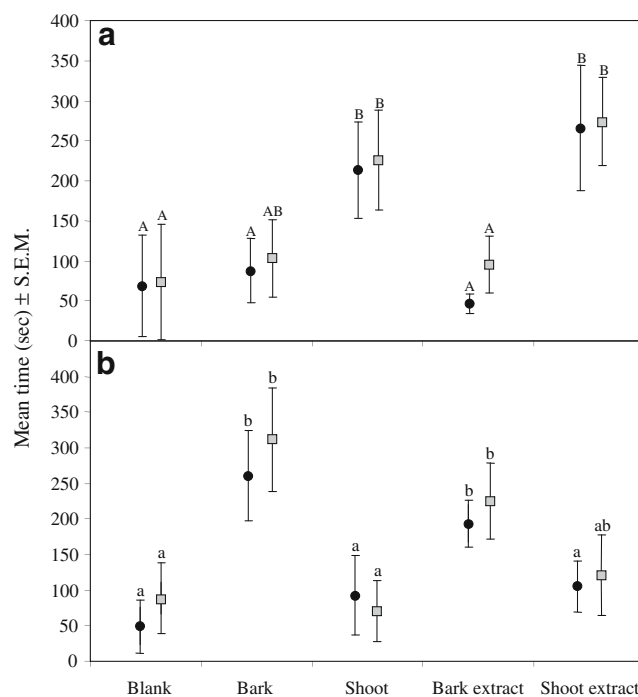 400
a
350
300
B B
B B
250
200
150
A A
A AB
A A
100
50
0
b
400
350
300
250
200
150
100
50
0
b b
b b
a a
a a
a ab
Mean time (sec) ± S.E.M.
Blank Bark Shoot Bark extract Shoot extract